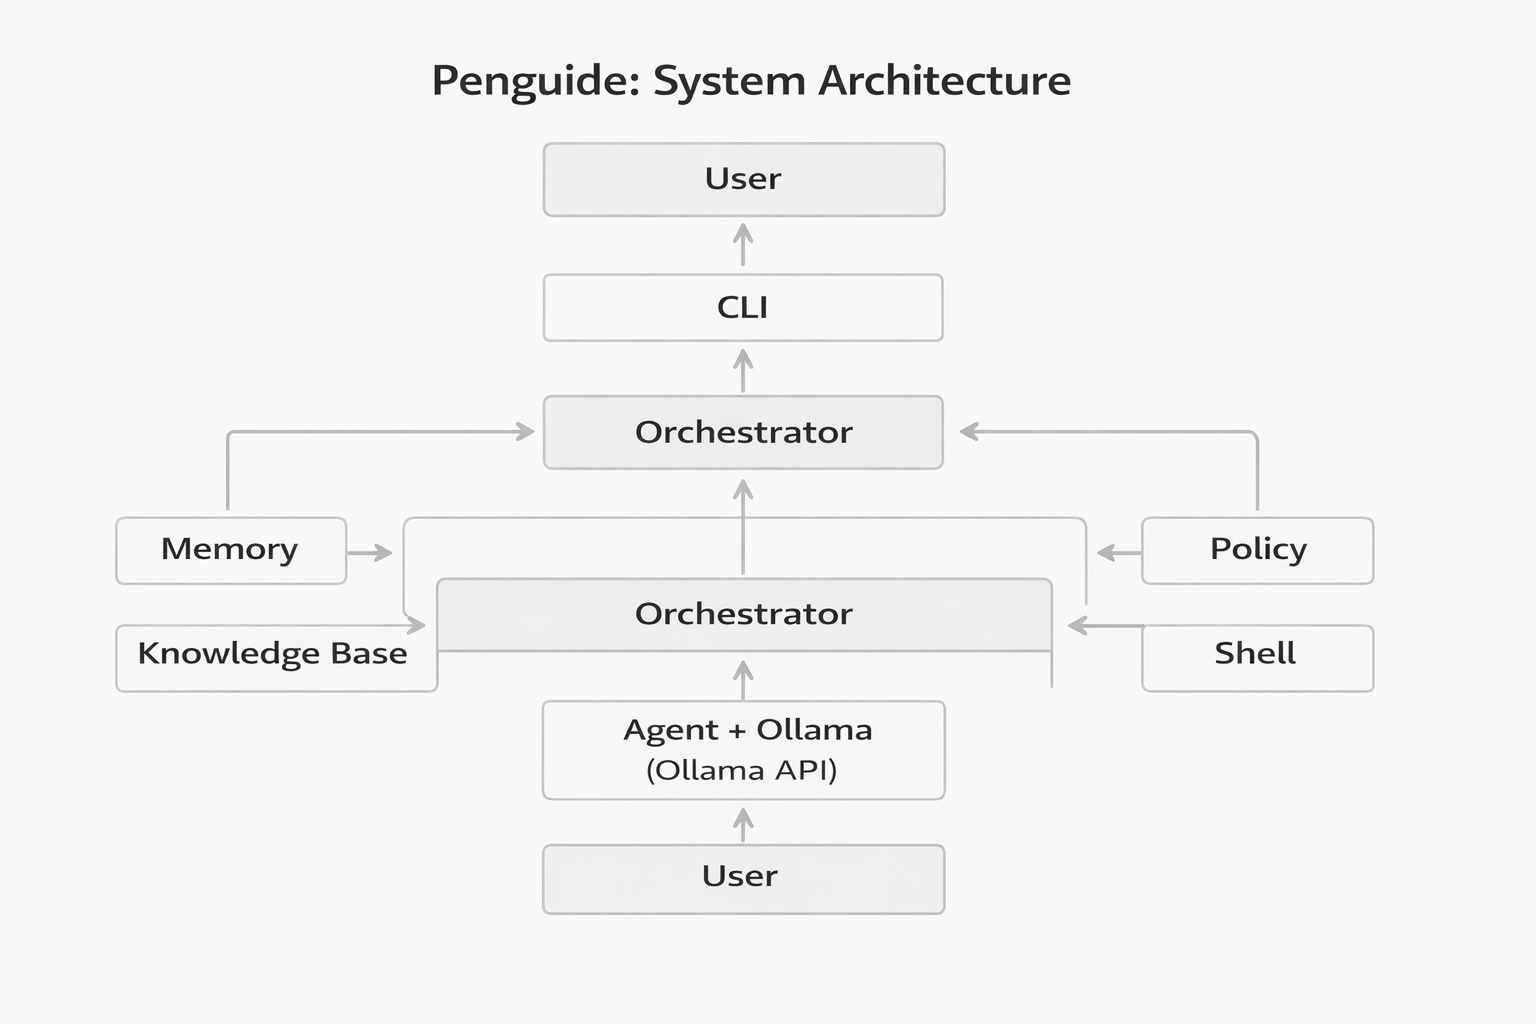 Penguide: System Architecture
User
CLI
Orchestrator
Memory
Policy
Orchestrator
Knowledge Base
Shell
Agent + Ollama
(Ollama API)
User